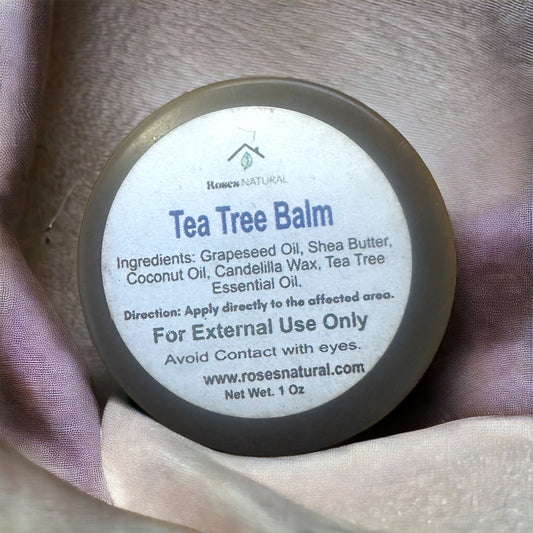 Roses NATURAL
Tea Tree Balm
Ingredients: Grapeseed Oil, Shea Butter,
Coconut Oil, Candelilla Wax, Tea Tree
Essential Oil.
Direction: Apply directly to the affected area.
For External Use Only
Avoid Contact with eyes.
www.rosesnatural.com
Net Wet. 1 Oz